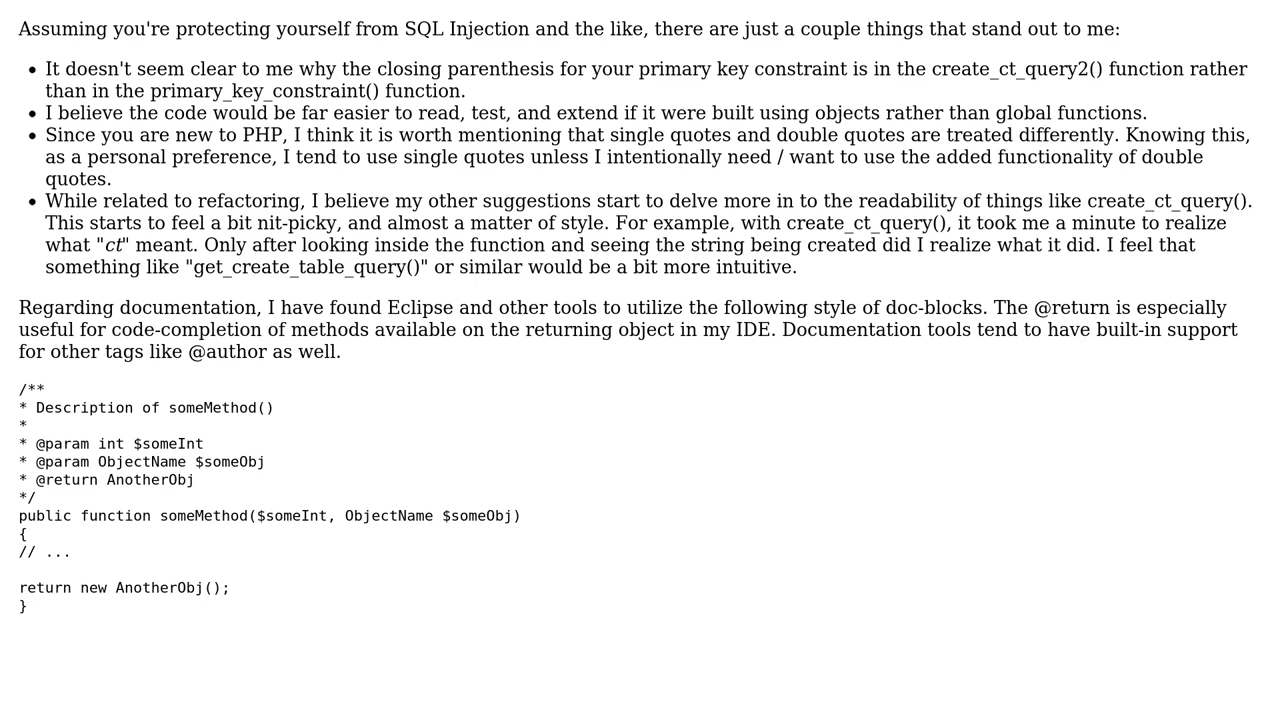 Assuming you're protecting yourself from SQL Injection and the like, there are just a couple things that stand out to me:
• It doesn't seem clear to me why the closing parenthesis for your primary key constraint is in the create_ct_query2() function rather
than in the primary_key_constraint() function.
• I believe the code would be far easier to read, test, and extend if it were built using objects rather than global functions.
• Since you are new to PHP, I think it is worth mentioning that single quotes and double quotes are treated differently. Knowing this,
as a personal preference, I tend to use single quotes unless I intentionally need / want to use the added functionality of double
quotes.
• While related to refactoring, I believe my other suggestions start to delve more in to the readability of things like create_ct_query().
This starts to feel a bit nit-picky, and almost a matter of style. For example, with create_ct_query(), it took me a minute to realize
what "ct" meant. Only after looking inside the function and seeing the string being created did I realize what it did. I feel that
something like "get_create_table_query()" or similar would be a bit more intuitive.
Regarding documentation, I have found Eclipse and other tools to utilize the following style of doc-blocks. The @return is especially
useful for code-completion of methods available on the returning object in my IDE. Documentation tools tend to have built-in support
for other tags like @author as well.
/**
* Description of someMethod()
*
* @param int $someInt
* @param ObjectName $someObj
* @return AnotherObj
*/
public function someMethod($someInt, ObjectName $someObj)
{
// ...
return new AnotherObj();
}